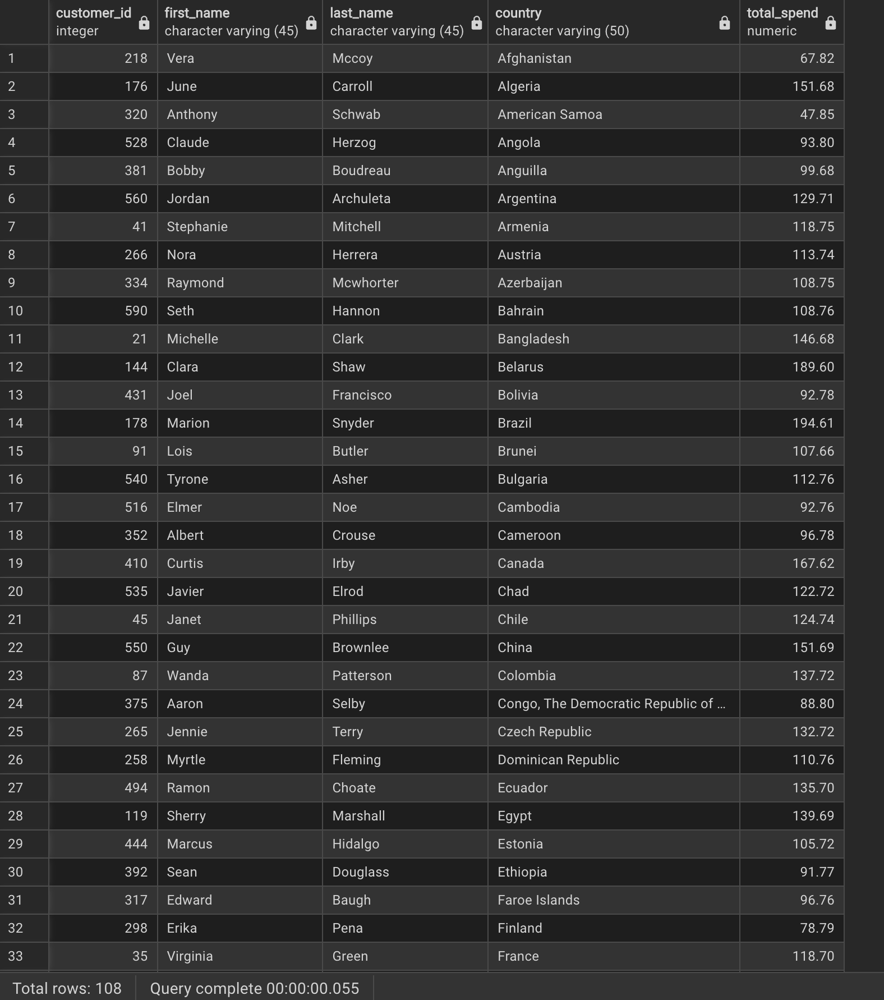 customer_id first_name last_name country total_spend
integer character varying (45) character varying (45) character varying (50) numeric
1 218 Vera Mccoy Afghanistan 67.82
2 176 June Carroll Algeria 151.68
3 320 Anthony Schwab American Samoa 47.85
4 528 Claude Herzog Angola 93.80
5 381 Bobby Boudreau Anguilla 99.68
6 560 Jordan Archuleta Argentina 129.71
7 41 Stephanie Mitchell Armenia 118.75
8 266 Nora Herrera Austria 113.74
9 334 Raymond Mcwhorter Azerbaijan 108.75
10 590 Seth Hannon Bahrain 108.76
11 21 Michelle Clark Bangladesh 146.68
12 144 Clara Shaw Belarus 189.60
13 431 Joel Francisco Bolivia 92.78
14 178 Marion Snyder Brazil 194.61
15 91 Lois Butler Brunei 107.66
16 540 Tyrone Asher Bulgaria 112.76
17 516 Elmer Noe Cambodia 92.76
18 352 Albert Crouse Cameroon 96.78
19 410 Curtis Irby Canada 167.62
20 535 Javier Elrod Chad 122.72
21 45 Janet Phillips Chile 124.74
22 550 Guy Brownlee China 151.69
23 87 Wanda Patterson Colombia 137.72
24 375 Aaron Selby Congo, The Democratic Republic of ... 88.80
25 265 Jennie Terry Czech Republic 132.72
26 258 Myrtle Fleming Dominican Republic 110.76
27 494 Ramon Choate Ecuador 135.70
28 119 Sherry Marshall Egypt 139.69
29 444 Marcus Hidalgo Estonia 105.72
30 392 Sean Douglass Ethiopia 91.77
31 317 Edward Baugh Faroe Islands 96.76
32 298 Erika Pena Finland 78.79
33 35 Virginia Green France 118.70
Total rows: 108 Query complete 00:00:00.055